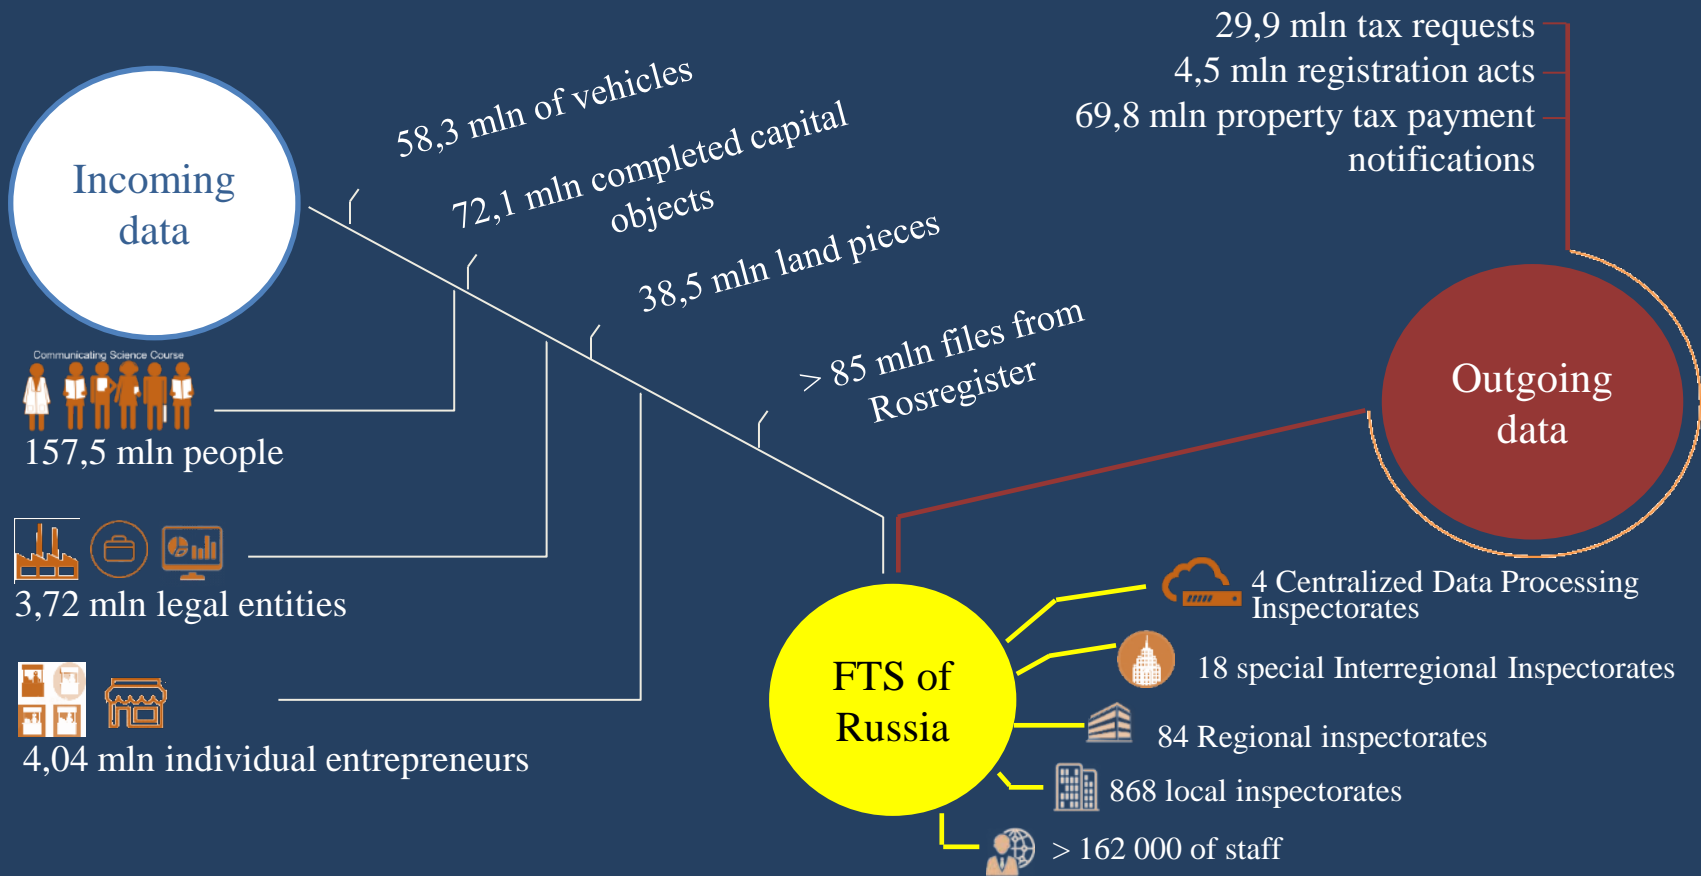 Incoming
data
58,3 mln of vehicles
72,1 mln completed capital
objects
38,5 mln land pieces
> 85 mln files from
Rosregister
29,9 mln tax requests
4,5 mln registration acts
69,8 mln property tax payment
notifications
Outgoing
data
Communicating Science Course
157,5 mln people
3,72 mln legal entities
4,04 mln individual entrepreneurs
FTS of
Russia
4 Centralized Data Processing
Inspectorates
18 special Interregional Inspectorates
84 Regional inspectorates
868 local inspectorates
> 162 000 of staff